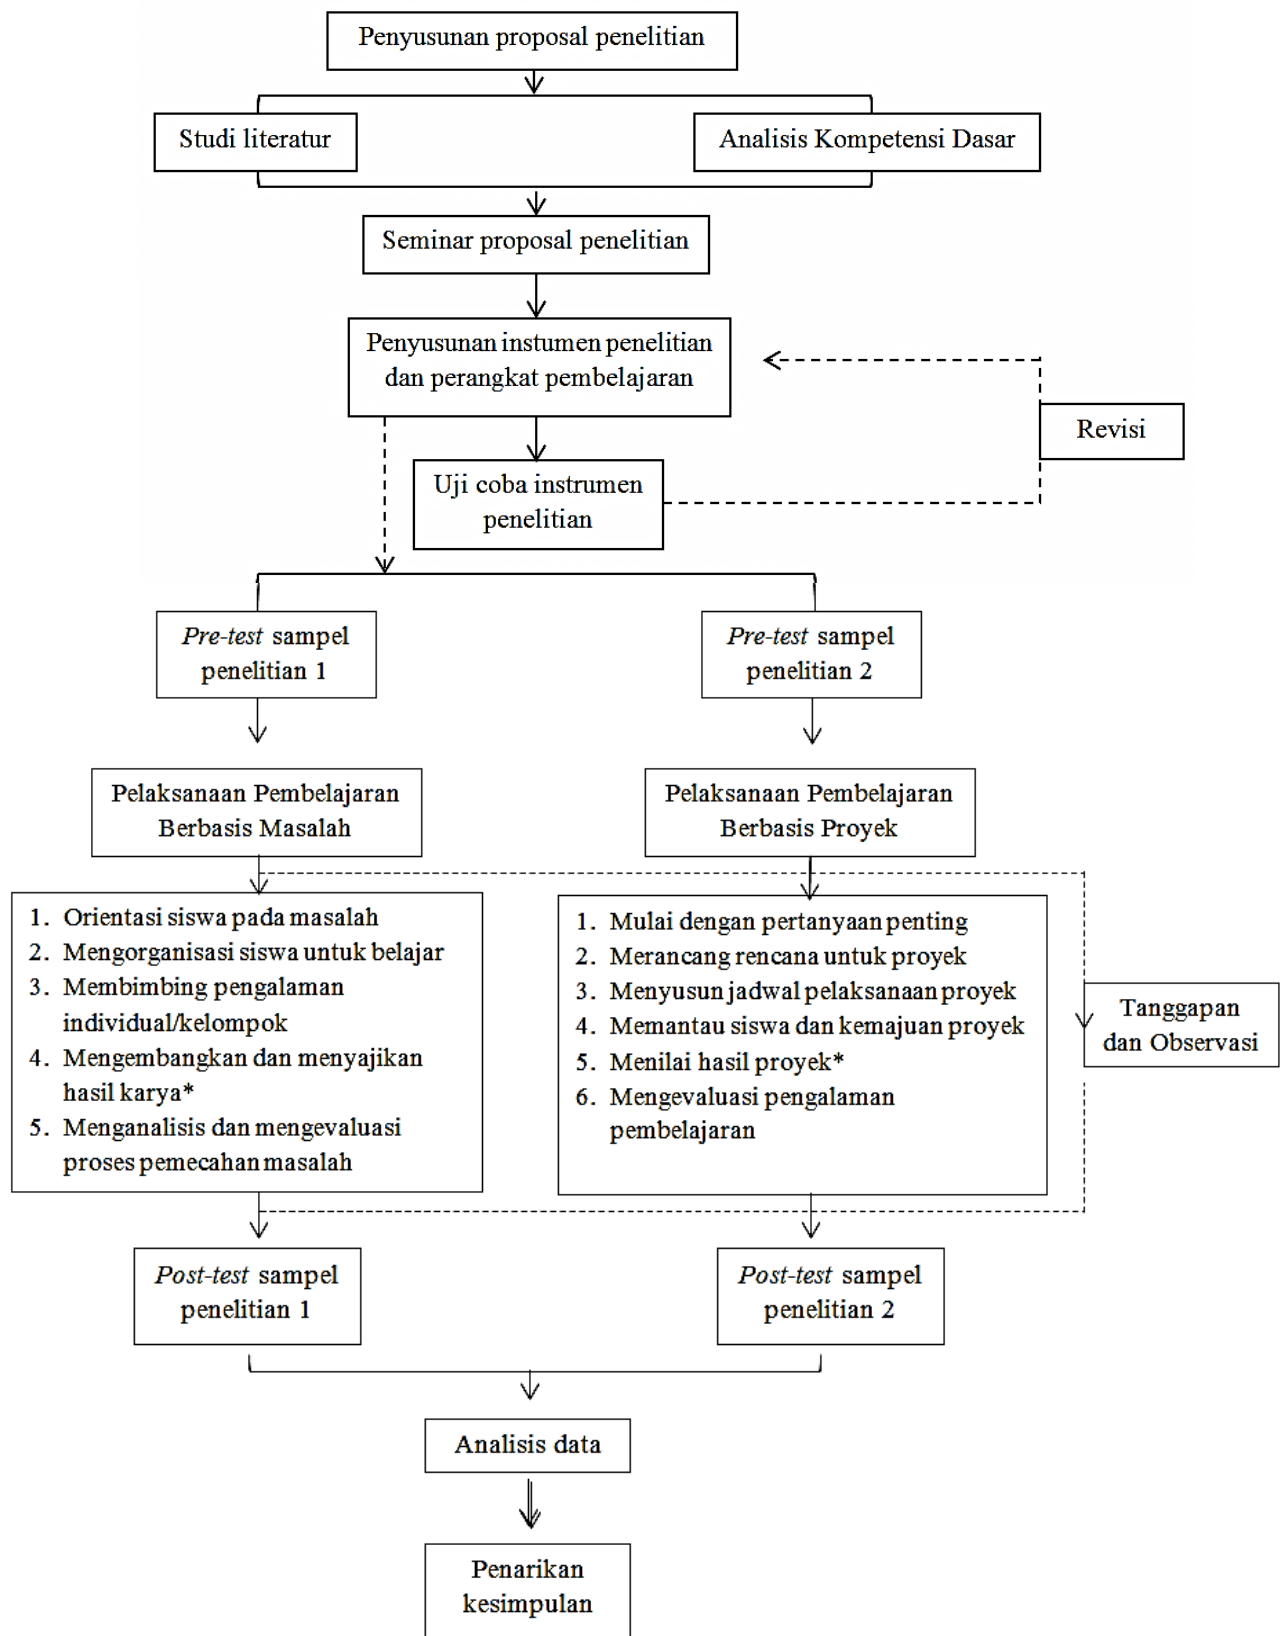 Penyusunan proposal penelitian
Studi literatur
Analisis Kompetensi Dasar
Seminar proposal penelitian
Penyusunan instumen penelitian
dan perangkat pembelajaran
Revisi
Uji coba instrumen
penelitian
Pre-test sampel
penelitian 1
Pre-test sampel
penelitian 2
Pelaksanaan Pembelajaran
Berbasis Masalah
Pelaksanaan Pembelajaran
Berbasis Proyek
1. Orientasi siswa pada masalah
2. Mengorganisasi siswa untuk belajar
3. Membimbing pengalaman
individual/kelompok
4. Mengembangkan dan menyajikan
hasil karya*
5. Menganalisis dan mengevaluasi
proses pemecahan masalah
1. Mulai dengan pertanyaan penting
2. Merancang rencana untuk proyek
3. Menyusun jadwal pelaksanaan proyek
4. Memantau siswa dan kemajuan proyek
5. Menilai hasil proyek*
6. Mengevaluasi pengalaman
pembelajaran
Tanggapan
dan Observasi
Post-test sampel
penelitian 1
Post-test sampel
penelitian 2
Analisis data
Penarikan
kesimpulan